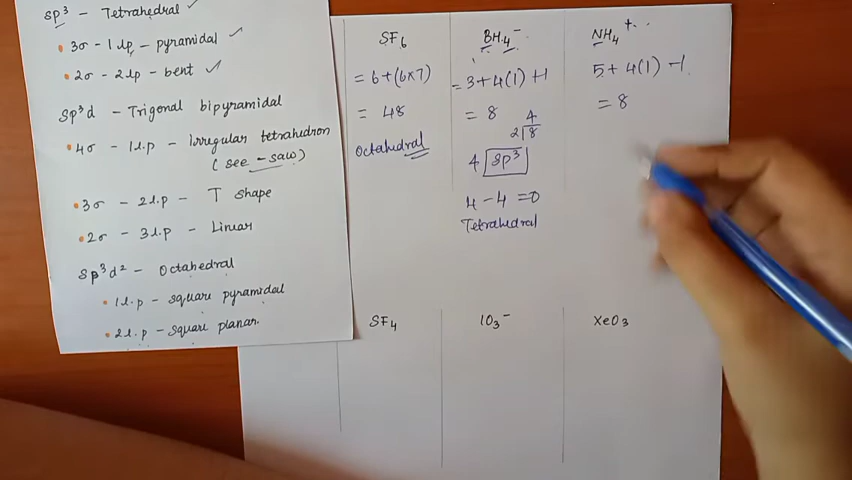 sp³ - Tetrahedral ✓
• 3σ - 1 l.p - pyramidal ✓
• 2σ - 2l.p - bent ✓
sp³d - Trigonal bipyramidal
• 4σ - 1l.p - irregular tetrahedron
(see-saw)
• 3σ - 2l.p - T shape
• 2σ - 3l.p - Linear
sp³d² - Octahedral
• 1l.p - square pyramidal
• 2l.p - square planar.
SF₆
= 6+(6×7)
= 48
Octahedral
BH₄⁻
= 3+4(1)+1
= 8
4
2⟌8
4 sp³
4 - 4 = 0
Tetrahedral
NH₄⁺
5+4(1)-1
= 8
SF₄
IO₃⁻
XeO₃